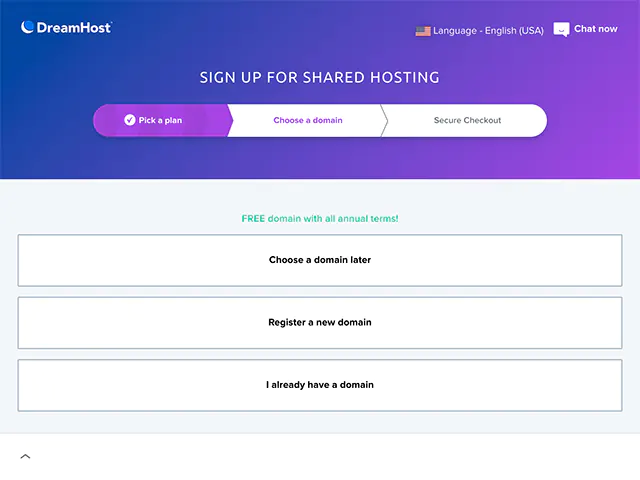 DreamHost
Language - English (USA)
Chat now
SIGN UP FOR SHARED HOSTING
Pick a plan
Choose a domain
Secure Checkout
FREE domain with all annual terms!
Choose a domain later
Register a new domain
I already have a domain